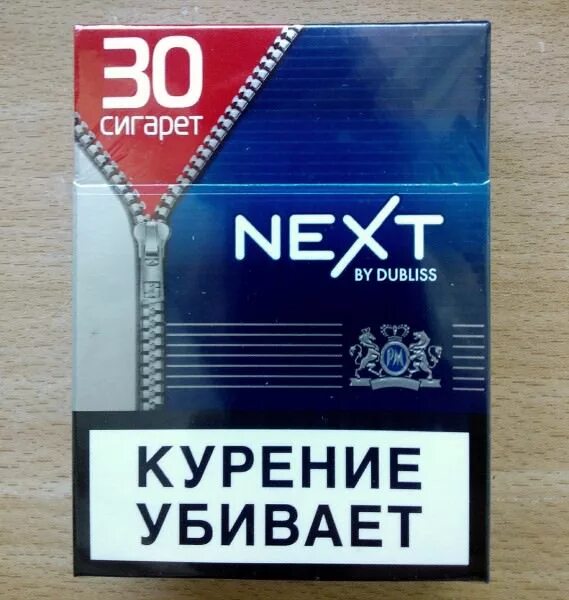 30
сигарет
NEXT
BY DUBLISS
PM
КУРЕНИЕ
УБИВАЕТ